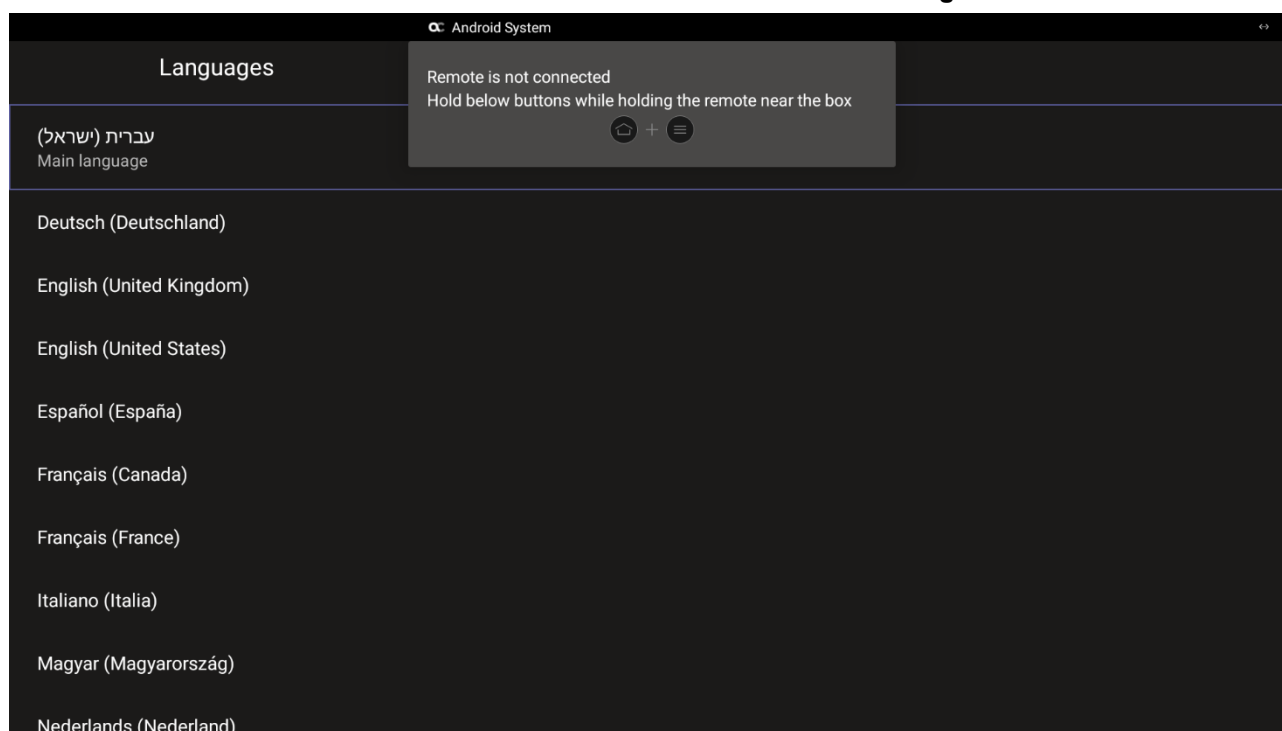 Android System
Languages
Remote is not connected
Hold below buttons while holding the remote near the box
+
עברית (ישראל)
Main language
Deutsch (Deutschland)
English (United Kingdom)
English (United States)
Español (España)
Français (Canada)
Français (France)
Italiano (Italia)
Magyar (Magyarország)
Nederlands (Nederland)